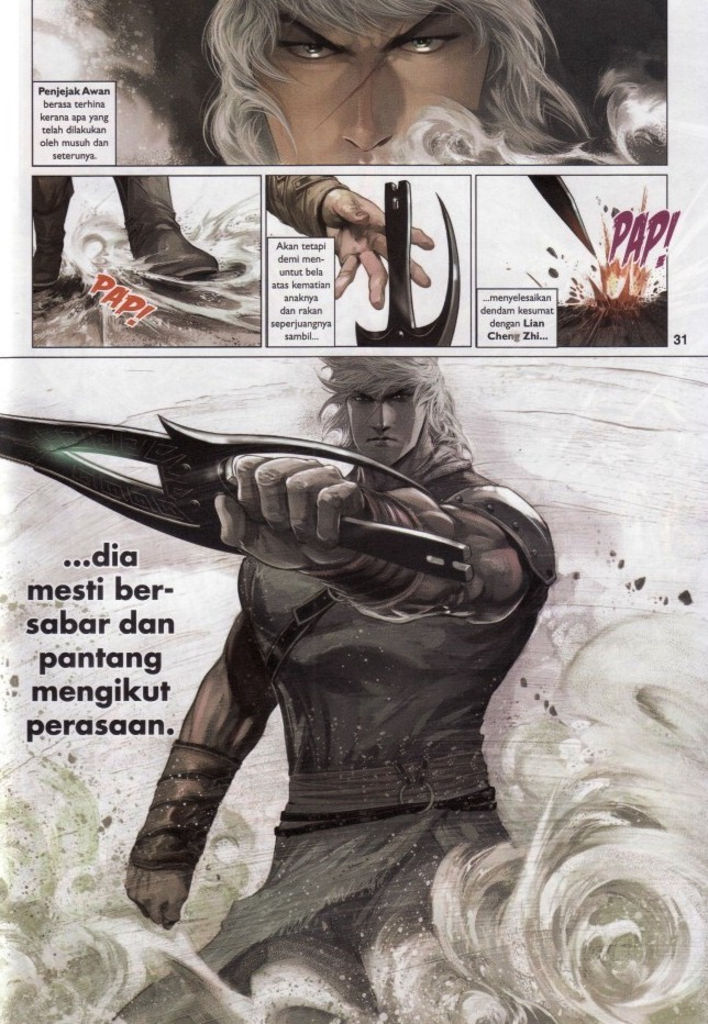 Penjejak Awan
berasa terhina
kerana apa yang
telah dilakukan
oleh musuh dan
seterunya.
PAP!
Akan tetapi
demi men-
untut bela
atas kematian
anaknya
dan rakan
seperjuangnya
sambil...
PAP!
...menyelesaikan
dendam kesumat
dengan Lian
Cheng Zhi...
31
...dia
mesti ber-
sabar dan
pantang
mengikut
perasaan.